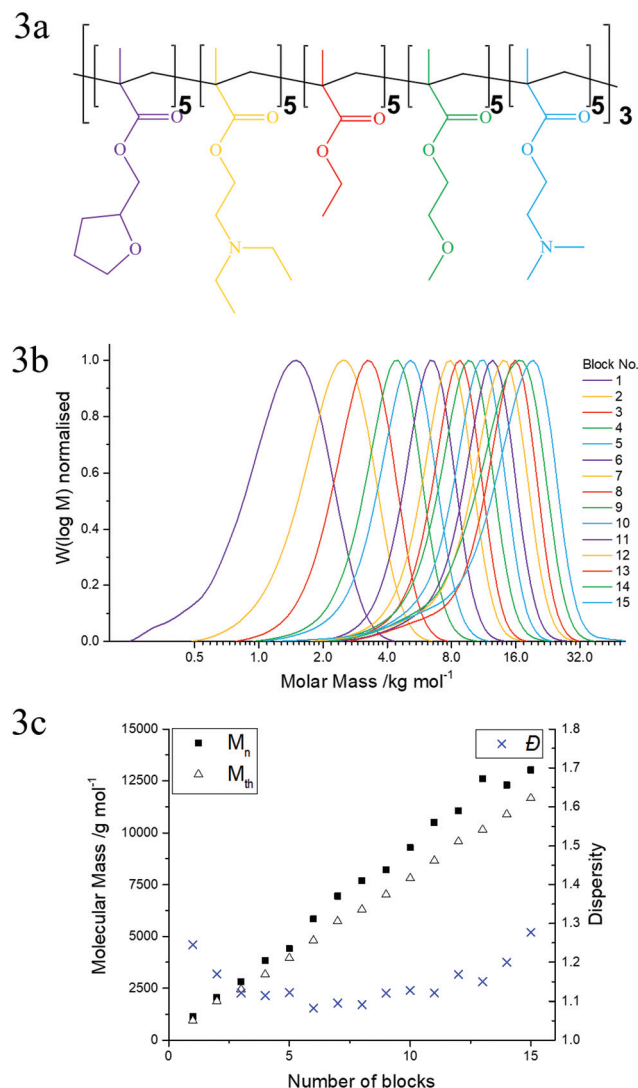 3a
5 5 5 5 5 3
O O O O O
O O O O O
O N O N
3b
W(log M) normalised
1.0
0.8
0.6
0.4
0.2
0.0
0.5 1.0 2.0 4.0 8.0 16.0 32.0
Molar Mass /kg mol⁻¹
Block No.
1
2
3
4
5
6
7
8
9
10
11
12
13
14
15
3c
Molecular Mass /g mol⁻¹
15000
12500
10000
7500
5000
2500
0
Mn
Mth
Đ
1.8
1.7
1.6
1.5
1.4
1.3
1.2
1.1
1.0
Dispersity
0 5 10 15
Number of blocks